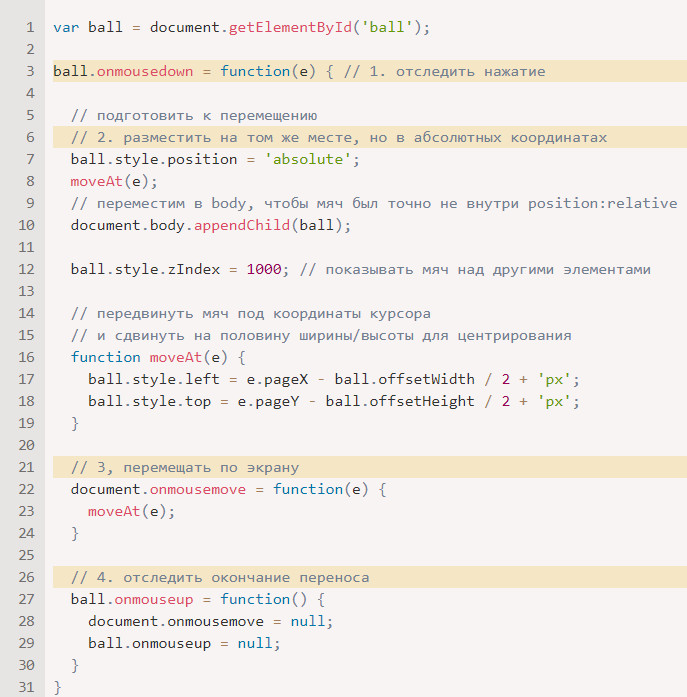 1 var ball = document.getElementById('ball');
2
3 ball.onmousedown = function(e) { // 1. отследить нажатие
4
5 // подготовить к перемещению
6 // 2. разместить на том же месте, но в абсолютных координатах
7 ball.style.position = 'absolute';
8 moveAt(e);
9 // переместим в body, чтобы мяч был точно не внутри position:relative
10 document.body.appendChild(ball);
11
12 ball.style.zIndex = 1000; // показывать мяч над другими элементами
13
14 // передвинуть мяч под координаты курсора
15 // и сдвинуть на половину ширины/высоты для центрирования
16 function moveAt(e) {
17 ball.style.left = e.pageX - ball.offsetWidth / 2 + 'px';
18 ball.style.top = e.pageY - ball.offsetHeight / 2 + 'px';
19 }
20
21 // 3, перемещать по экрану
22 document.onmousemove = function(e) {
23 moveAt(e);
24 }
25
26 // 4. отследить окончание переноса
27 ball.onmouseup = function() {
28 document.onmousemove = null;
29 ball.onmouseup = null;
30 }
31 }